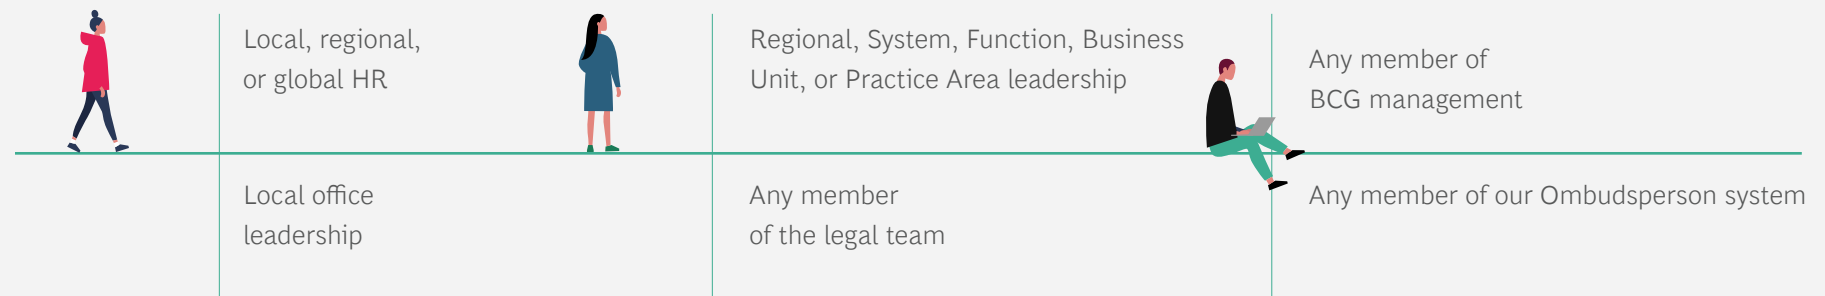 Local, regional,
or global HR
Regional, System, Function, Business
Unit, or Practice Area leadership
Any member of
BCG management
Local office
leadership
Any member
of the legal team
Any member of our Ombudsperson system